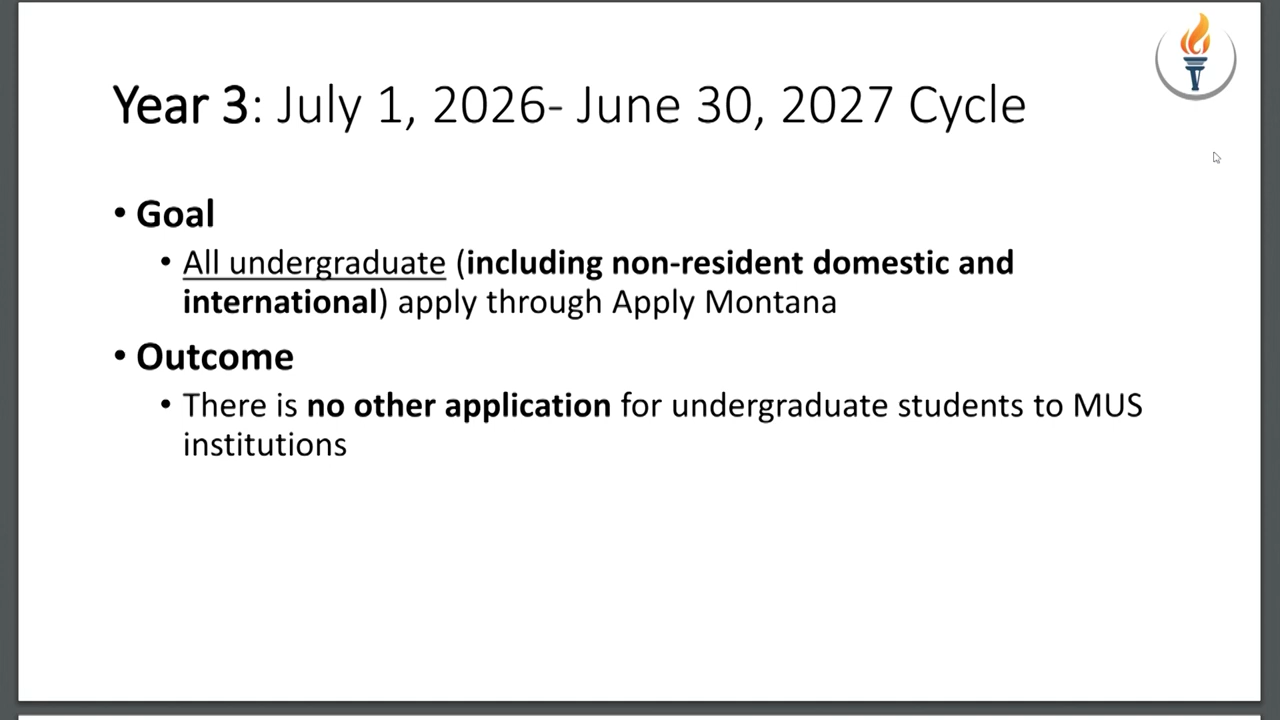 Year 3: July 1, 2026- June 30, 2027 Cycle
• Goal
• All undergraduate (including non-resident domestic and
international) apply through Apply Montana
• Outcome
• There is no other application for undergraduate students to MUS
institutions